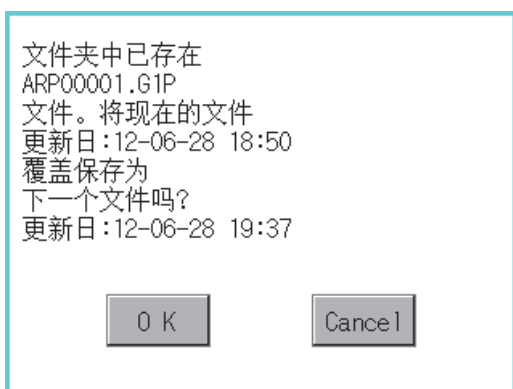 文件夹中已存在
ARP00001.G1P
文件。将现在的文件
更新日:12-06-28 18:50
覆盖保存为
下一个文件吗?
更新日:12-06-28 19:37
O K
Cancel